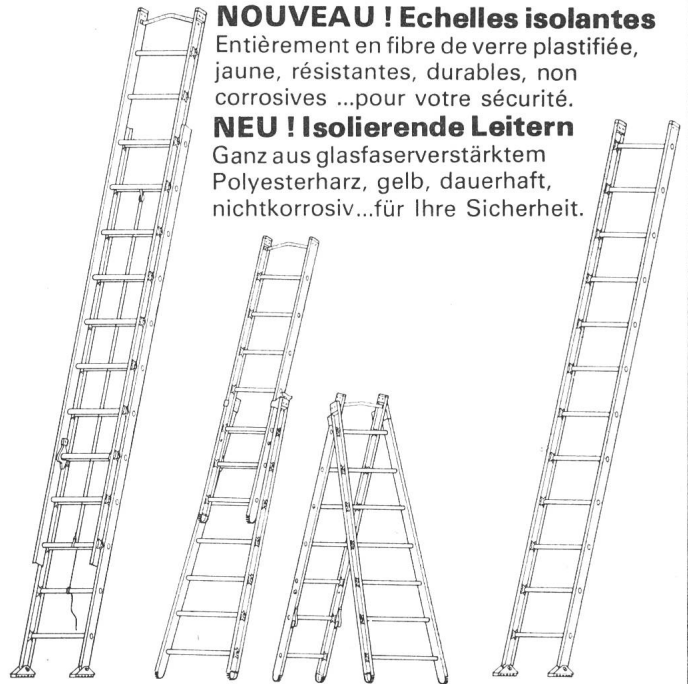 NOUVEAU ! Echelles isolantes
Entièrement en fibre de verre plastifiée,
jaune, résistantes, durables, non
corrosives ...pour votre sécurité.
NEU ! Isolierende Leitern
Ganz aus glasfaserverstärktem
Polyesterharz, gelb, dauerhaft,
nichtkorrosiv...für Ihre Sicherheit.